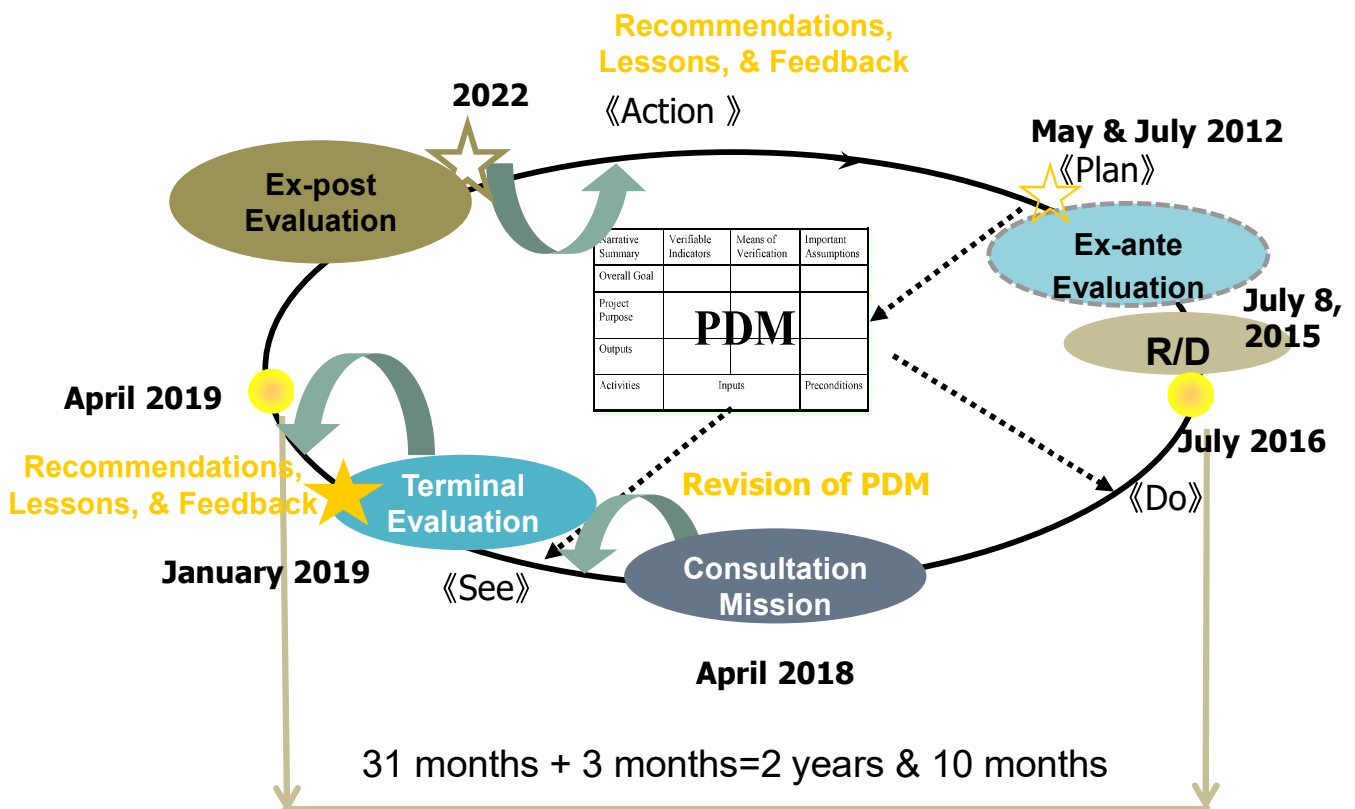 Recommendations,
Lessons, & Feedback
2022
《Action 》
May & July 2012
《Plan》
Ex-post
Evaluation
Ex-ante
Evaluation
Narrative
Summary
Verifiable
Indicators
Means of
Verification
Important
Assumptions
Overall Goal
Project
Purpose
PDM
Outputs
Activities
Inputs
Preconditions
July 8,
2015
R/D
April 2019
July 2016
Recommendations,
Lessons, & Feedback
Terminal
Evaluation
Revision of PDM
《Do》
January 2019
《See》
Consultation
Mission
April 2018
31 months + 3 months=2 years & 10 months